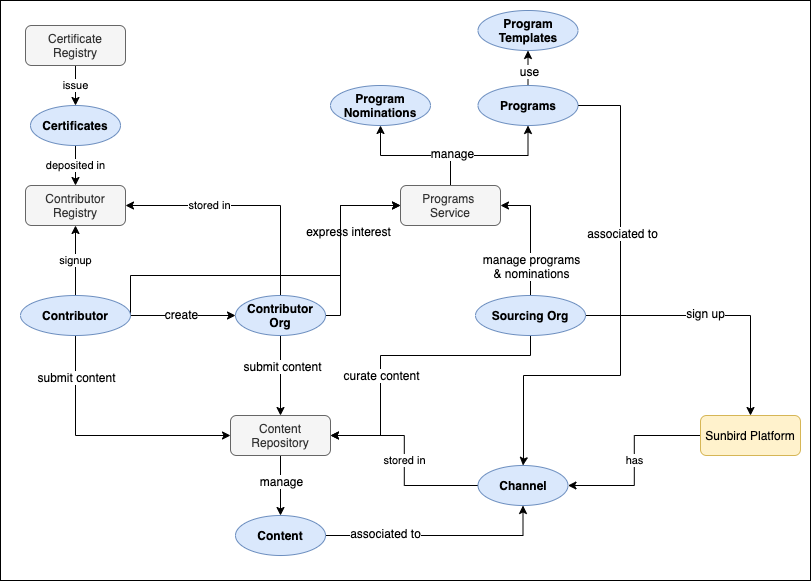 Program
Templates
Certificate
Registry
use
issue
Program
Nominations
Programs
Certificates
manage
deposited in
Contributor
Registry
stored in
Programs
Service
express interest
associated to
signup
manage programs
& nominations
Contributor
create
Contributor
Org
Sourcing Org
sign up
submit content
submit content
curate content
Content
Repository
Sunbird Platform
stored in
has
manage
Channel
Content
associated to